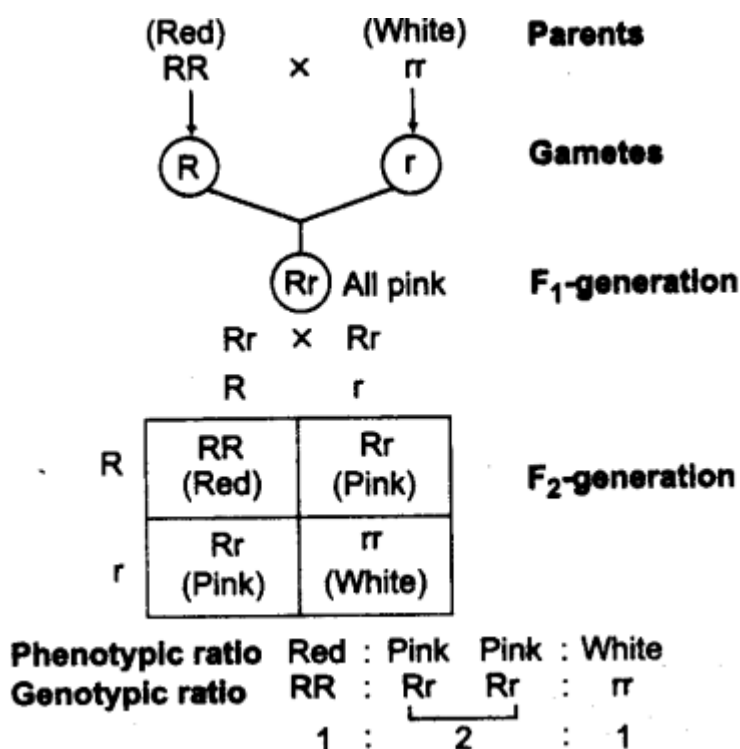 (Red) (White) Parents
RR × rr
R r Gametes
Rr All pink F₁-generation
Rr × Rr
R r
R RR Rr
(Red) (Pink) F₂-generation
r Rr rr
(Pink) (White)
Phenotypic ratio Red : Pink Pink : White
Genotypic ratio RR : Rr Rr : rr
1 : 2 : 1